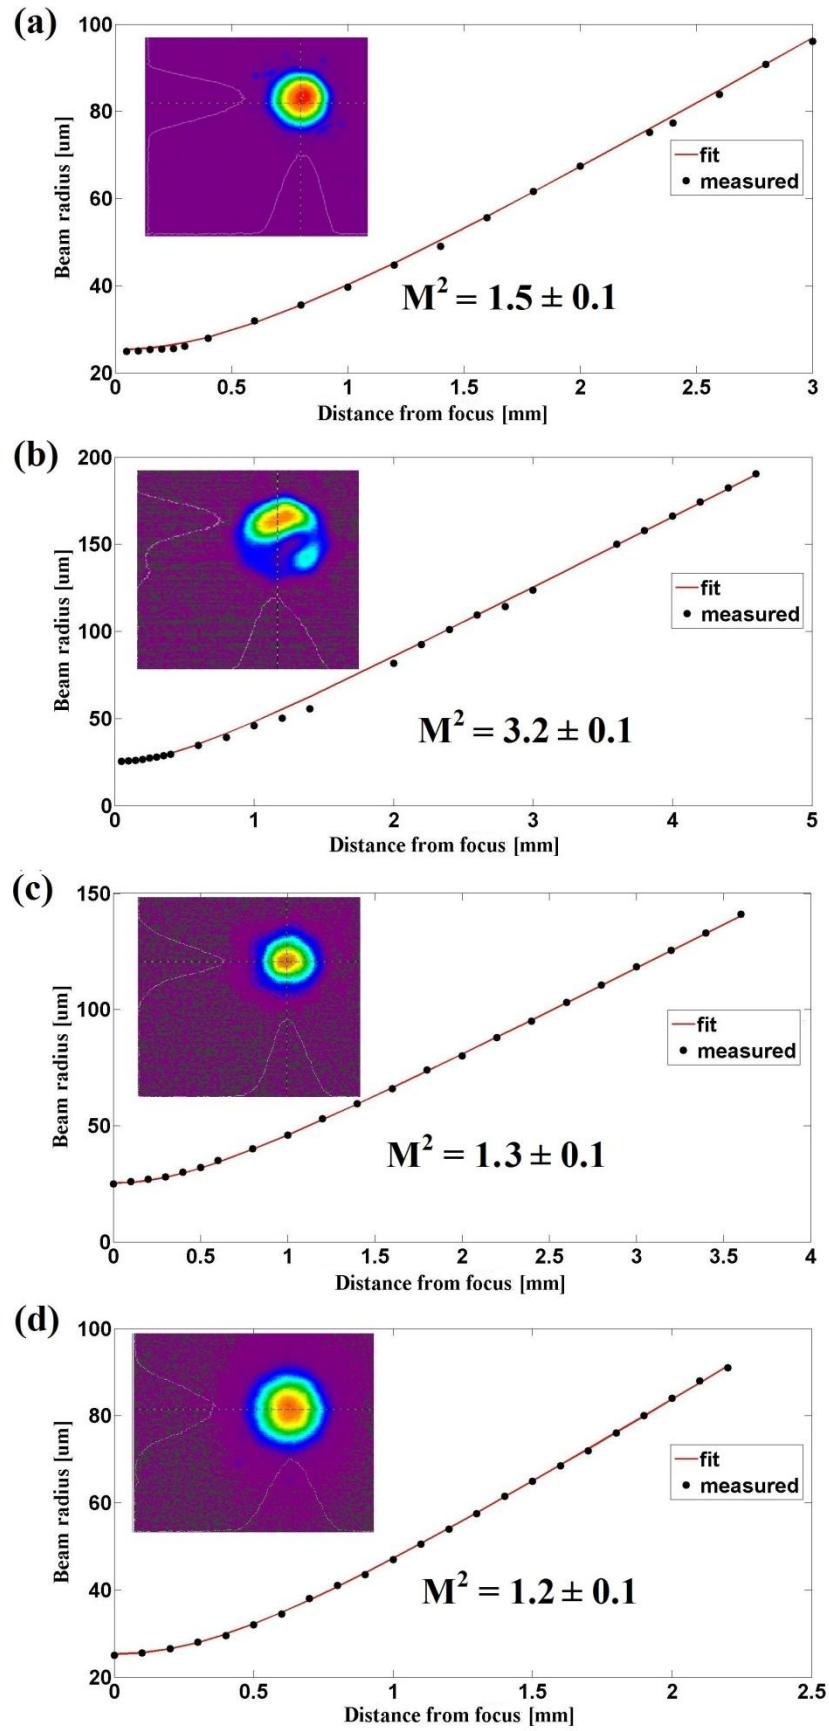 (a)
100
80
60
40
20
Beam radius [um]
fit
measured
M² = 1.5 ± 0.1
0 0.5 1 1.5 2 2.5 3
Distance from focus [mm]
(b)
200
150
100
50
0
Beam radius [um]
fit
measured
M² = 3.2 ± 0.1
0 1 2 3 4 5
Distance from focus [mm]
(c)
150
100
50
0
Beam radius [um]
fit
measured
M² = 1.3 ± 0.1
0 0.5 1 1.5 2 2.5 3 3.5 4
Distance from focus [mm]
(d)
100
80
60
40
20
Beam radius [um]
fit
measured
M² = 1.2 ± 0.1
0 0.5 1 1.5 2 2.5
Distance from focus [mm]